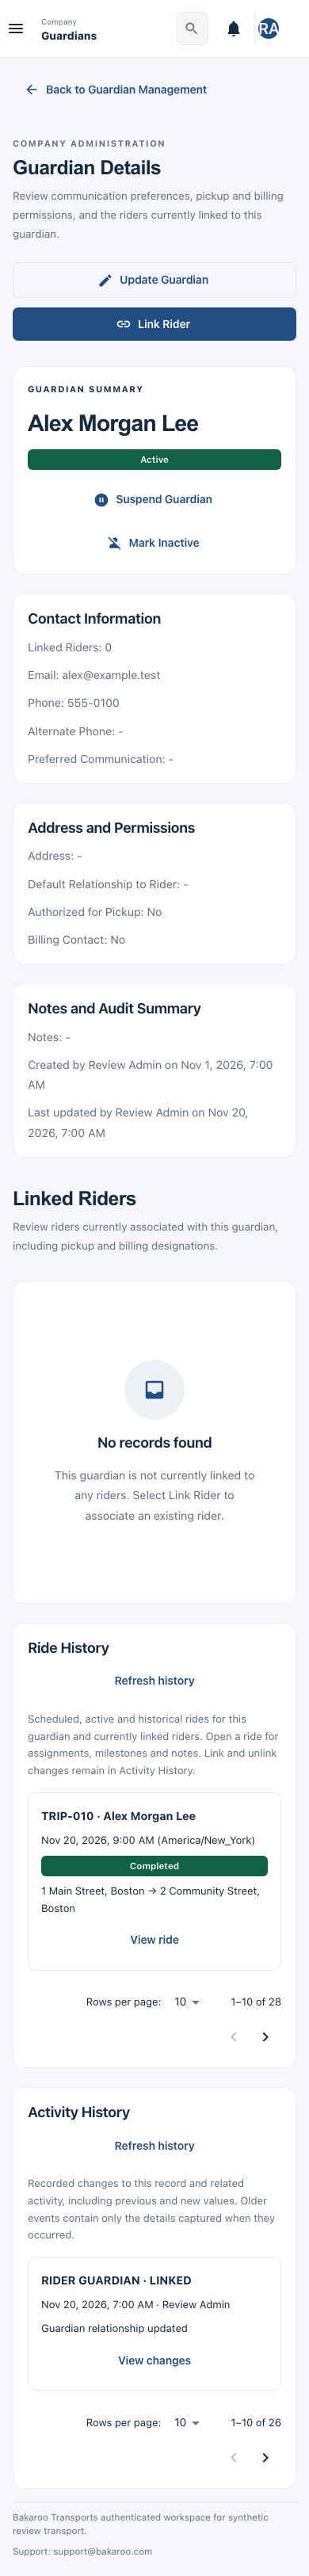 Company
Guardians
RA
Back to Guardian Management
COMPANY ADMINISTRATION
Guardian Details
Review communication preferences, pickup and billing
permissions, and the riders currently linked to this
guardian.
Update Guardian
Link Rider
GUARDIAN SUMMARY
Alex Morgan Lee
Active
Suspend Guardian
Mark Inactive
Contact Information
Linked Riders: 0
Email: alex@example.test
Phone: 555-0100
Alternate Phone: -
Preferred Communication: -
Address and Permissions
Address: -
Default Relationship to Rider: -
Authorized for Pickup: No
Billing Contact: No
Notes and Audit Summary
Notes: -
Created by Review Admin on Nov 1, 2026, 7:00
AM
Last updated by Review Admin on Nov 20,
2026, 7:00 AM
Linked Riders
Review riders currently associated with this guardian,
including pickup and billing designations.
No records found
This guardian is not currently linked to
any riders. Select Link Rider to
associate an existing rider.
Ride History
Refresh history
Scheduled, active and historical rides for this
guardian and currently linked riders. Open a ride for
assignments, milestones and notes. Link and unlink
changes remain in Activity History.
TRIP-010 · Alex Morgan Lee
Nov 20, 2026, 9:00 AM (America/New_York)
Completed
1 Main Street, Boston → 2 Community Street,
Boston
View ride
Rows per page: 10 1–10 of 28
Activity History
Refresh history
Recorded changes to this record and related
activity, including previous and new values. Older
events contain only the details captured when they
occurred.
RIDER GUARDIAN · LINKED
Nov 20, 2026, 7:00 AM · Review Admin
Guardian relationship updated
View changes
Rows per page: 10 1–10 of 26
Bakaroo Transports authenticated workspace for synthetic
review transport.
Support: support@bakaroo.com